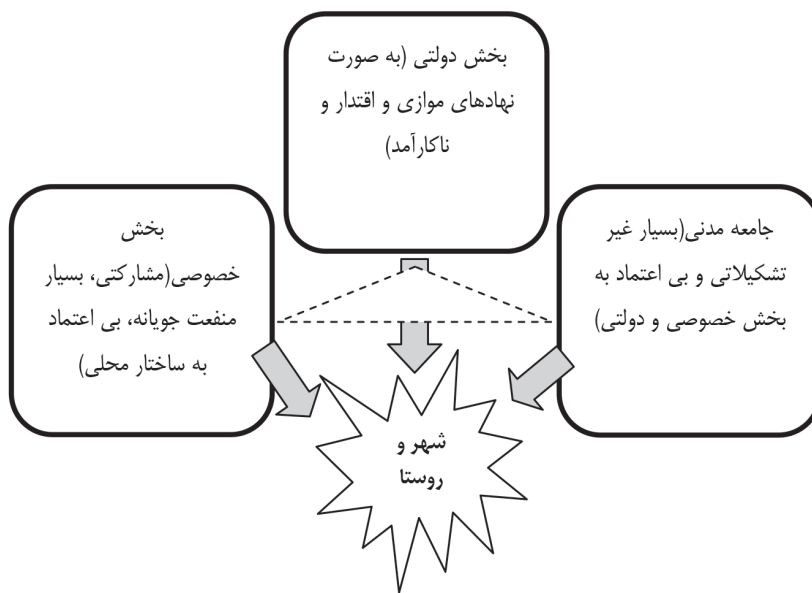 بخش دولتی (به صورت
نهادهای موازی و اقتدار و
ناکارآمد)
جامعه مدنی(بسیار غیر
تشکیلاتی و بی اعتماد به
بخش خصوصی و دولتی)
بخش
خصوصی(مشارکتی، بسیار
منفعت جویانه، بی اعتماد
به ساختار محلی)
شهر و
روستا